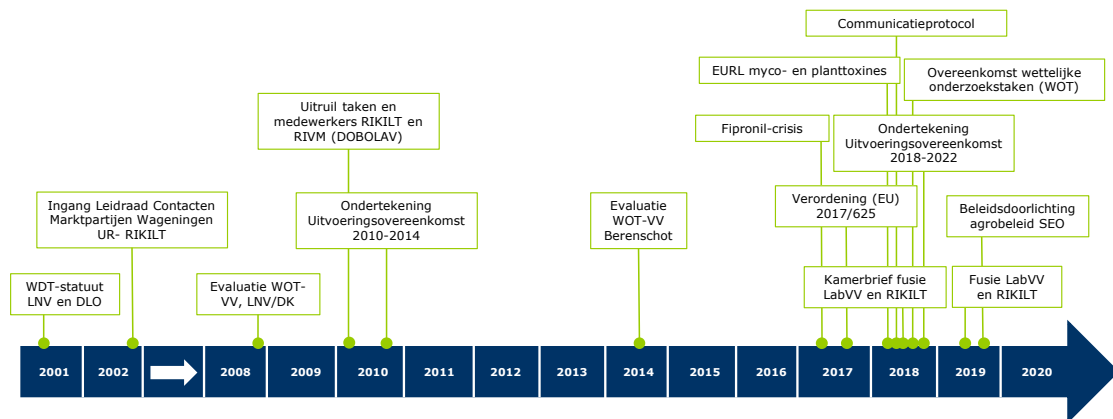 Communicatieprotocol
EURL myco- en planttoxines
Overeenkomst wettelijke
onderzoekstaken (WOT)
Uitruil taken en
medewerkers RIKILT en
RIVM (DOBOLAV)
Fipronil-crisis
Ondertekening
Uitvoeringsovereenkomst
2018-2022
Ingang Leidraad Contacten
Marktpartijen Wageningen
UR- RIKILT
Ondertekening
Uitvoeringsovereenkomst
2010-2014
Evaluatie
WOT-VV
Berenschot
Verordening (EU)
2017/625
Beleidsdoorlichting
agrobeleid SEO
WDT-statuut
LNV en DLO
Evaluatie WOT-
VV, LNV/DK
Kamerbrief fusie
LabVV en RIKILT
Fusie LabVV
en RIKILT
2001 2002 2008 2009 2010 2011 2012 2013 2014 2015 2016 2017 2018 2019 2020